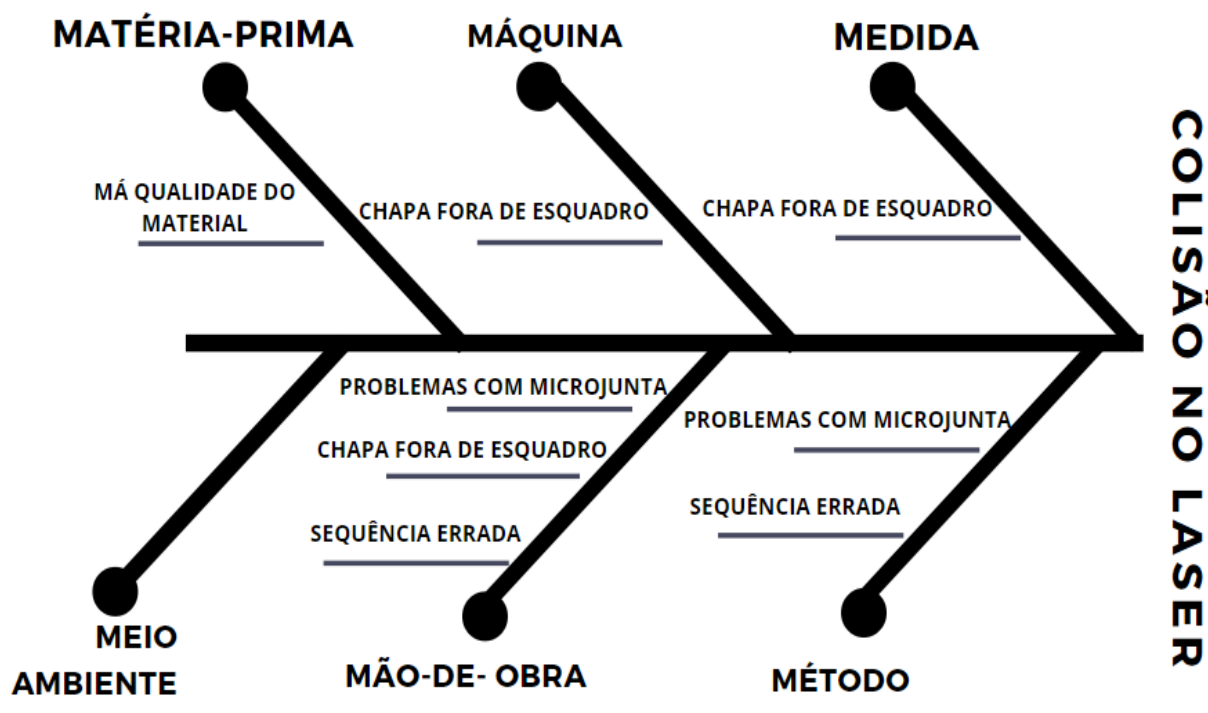 MATÉRIA-PRIMA
MÁQUINA
MEDIDA
MÁ QUALIDADE DO
MATERIAL
CHAPA FORA DE ESQUADRO
CHAPA FORA DE ESQUADRO
COLISÃO NO LASER
PROBLEMAS COM MICROJUNTA
CHAPA FORA DE ESQUADRO
SEQUÊNCIA ERRADA
PROBLEMAS COM MICROJUNTA
SEQUÊNCIA ERRADA
MEIO
AMBIENTE
MÃO-DE- OBRA
MÉTODO